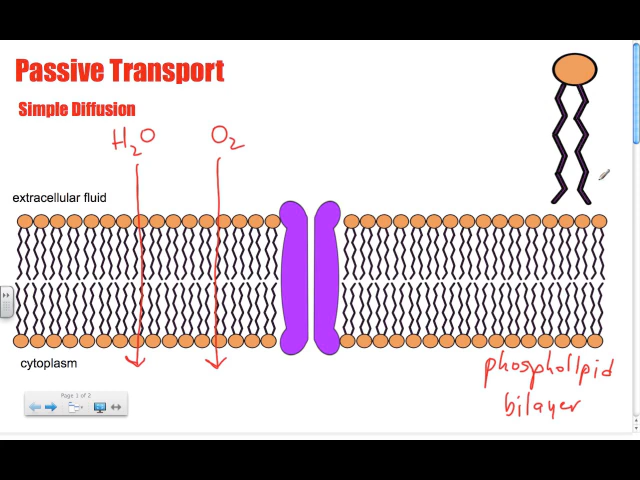 Passive Transport
Simple Diffusion
H2O O2
extracellular fluid
cytoplasm
phospholipid
bilayer
Page 1 of 2